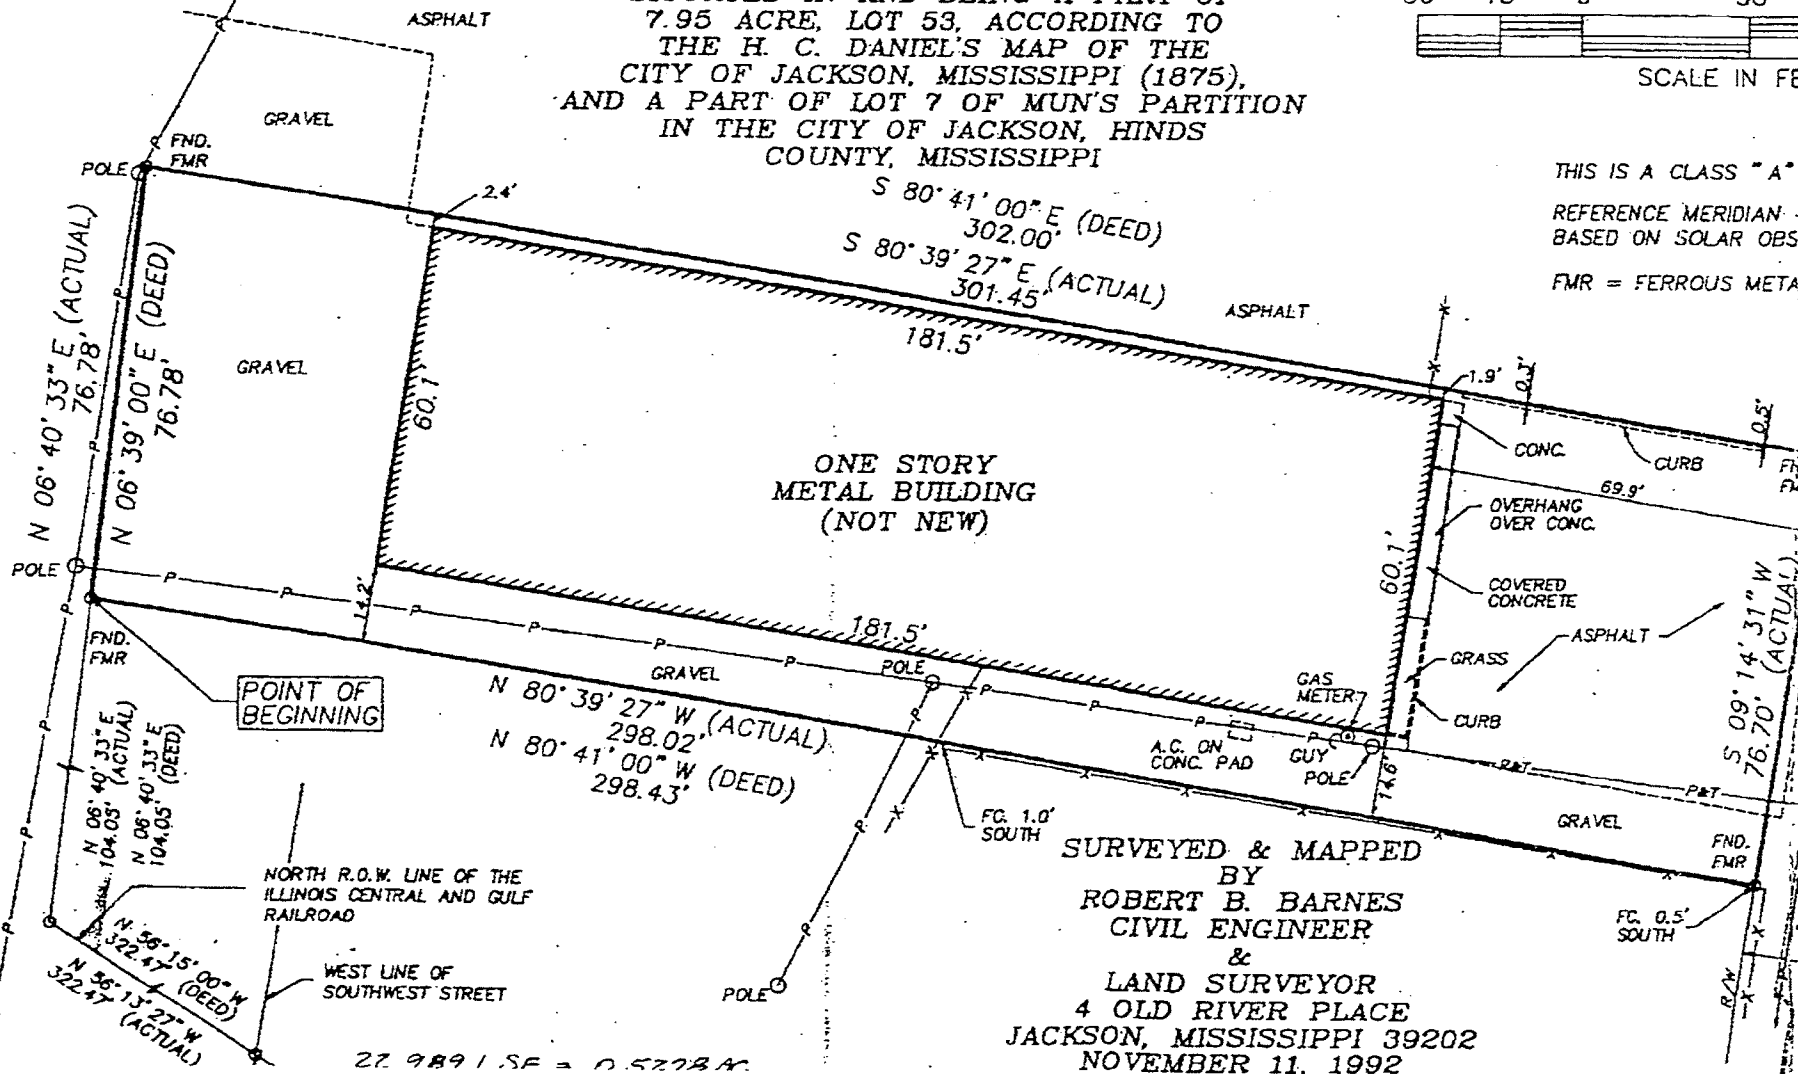 7.95 ACRE, LOT 53, ACCORDING TO
THE H. C. DANIEL'S MAP OF THE
CITY OF JACKSON, MISSISSIPPI (1875),
AND A PART OF LOT 7 OF MUN'S PARTITION
IN THE CITY OF JACKSON, HINDS
COUNTY, MISSISSIPPI
SCALE IN
THIS IS A CLASS "A"
REFERENCE MERIDIAN -
BASED ON SOLAR
FMR = FERROUS
ASPHALT
GRAVEL
FND.
FMR
POLE
2.4'
S 80° 41' 00" E (DEED)
302.00'
S 80° 39' 27" E (ACTUAL)
301.45'
ASPHALT
181.5'
N 06° 40' 33" E (ACTUAL)
76.78'
N 06° 39' 00" E (DEED)
76.78'
GRAVEL
60.1'
ONE STORY
METAL BUILDING
(NOT NEW)
1.9'
0.3'
0.5'
CONC.
CURB
69.9'
OVERHANG
OVER CONC.
60.1'
COVERED
CONCRETE
ASPHALT
GRASS
CURB
S 09° 14' 31" W
76.70' (ACTUAL)
POLE
P
P
P
P
P
P
P
14.2'
181.5'
FND.
FMR
GRAVEL
POLE
GAS
METER
POINT OF
BEGINNING
N 80° 39' 27" W (ACTUAL)
298.02'
N 80° 41' 00" W (DEED)
298.43'
A.C. ON
CONC. PAD
GUY
POLE
14.6'
P&T
P&T
GRAVEL
FND.
FMR
FC. 1.0'
SOUTH
FC. 0.5'
SOUTH
N 06° 40' 33" E
104.05' (ACTUAL)
N 06° 40' 33" E
104.05' (DEED)
NORTH R.O.W. LINE OF THE
ILLINOIS CENTRAL AND GULF
RAILROAD
N 56° 15' 00" W
322.47' (DEED)
N 56° 13' 27" W
322.47' (ACTUAL)
WEST LINE OF
SOUTHWEST STREET
POLE
R/W
SURVEYED & MAPPED
BY
ROBERT B. BARNES
CIVIL ENGINEER
&
LAND SURVEYOR
4 OLD RIVER PLACE
JACKSON, MISSISSIPPI 39202
NOVEMBER 11, 1992